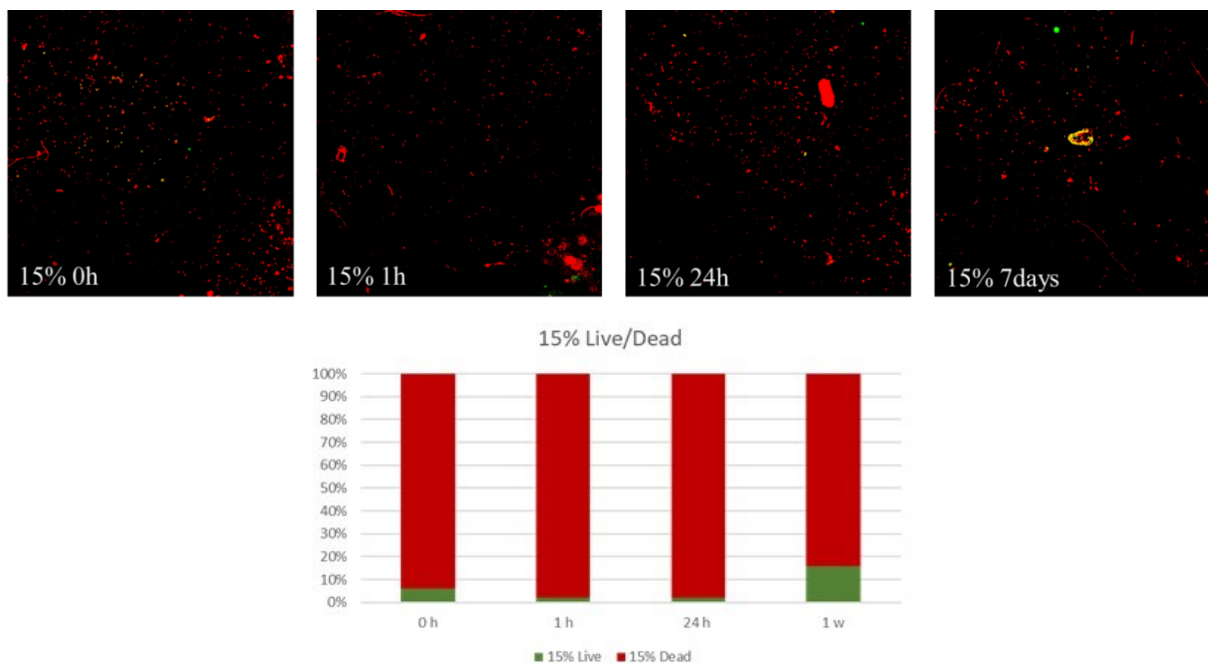 15% 0h
15% 1h
15% 24h
15% 7days
15% Live/Dead
100%
90%
80%
70%
60%
50%
40%
30%
20%
10%
0%
0 h
1 h
24 h
1 w
15% Live
15% Dead